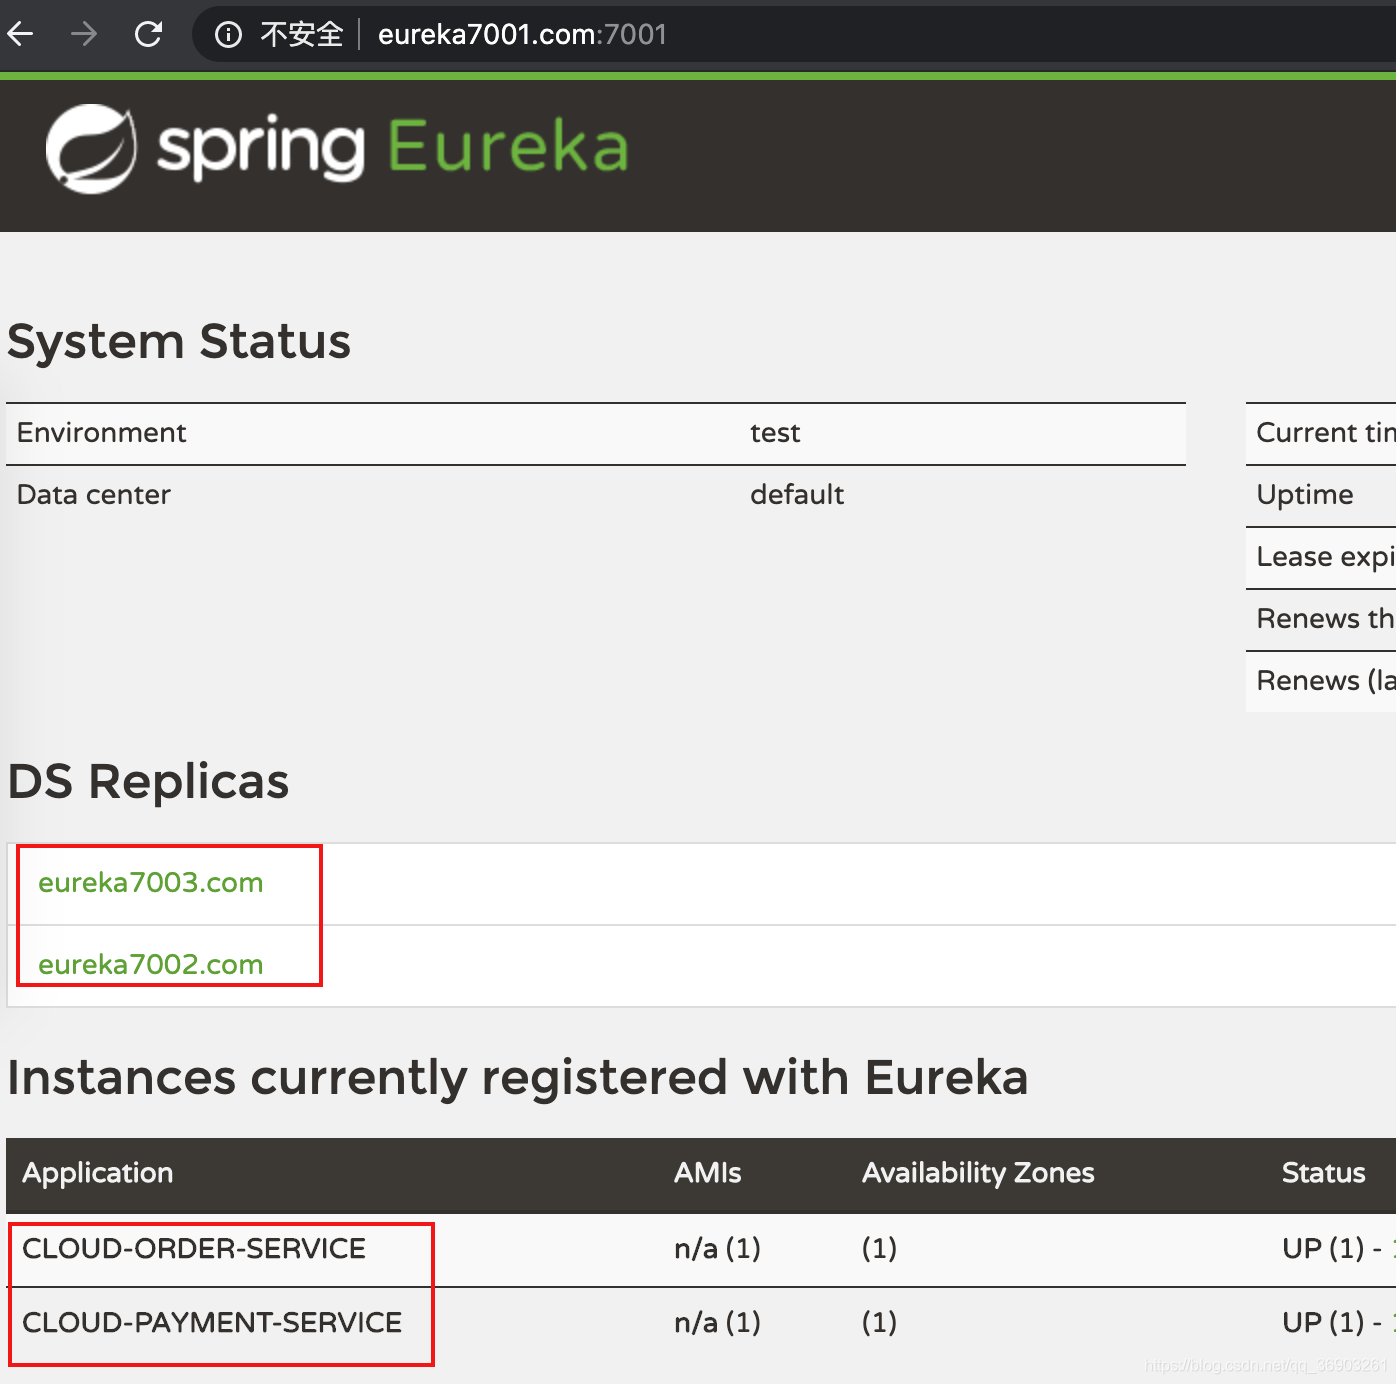 不安全 eureka7001.com:7001
spring Eureka
System Status
Environment test
Data center default
Current tim
Uptime
Lease expi
Renews th
Renews (la
DS Replicas
eureka7003.com
eureka7002.com
Instances currently registered with Eureka
Application AMIs Availability Zones Status
CLOUD-ORDER-SERVICE n/a (1) (1) UP (1) -
CLOUD-PAYMENT-SERVICE n/a (1) (1) UP (1) -
https://blog.csdn.net/qq_36903261